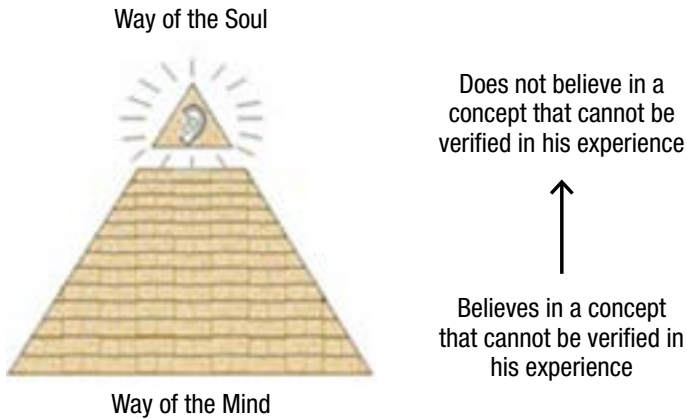 Way of the Soul
Does not believe in a
concept that cannot be
verified in his experience
Believes in a concept
that cannot be verified in
his experience
Way of the Mind